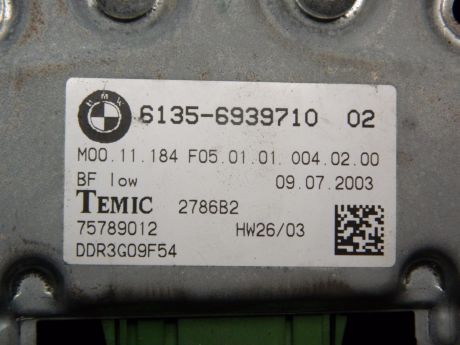 BMW 6135-6939710 02
M00.11.184 F05.01.01.004.02.00
BF low 09.07.2003
TEMIC 2786B2
75789012 HW26/03
DDR3G09F54